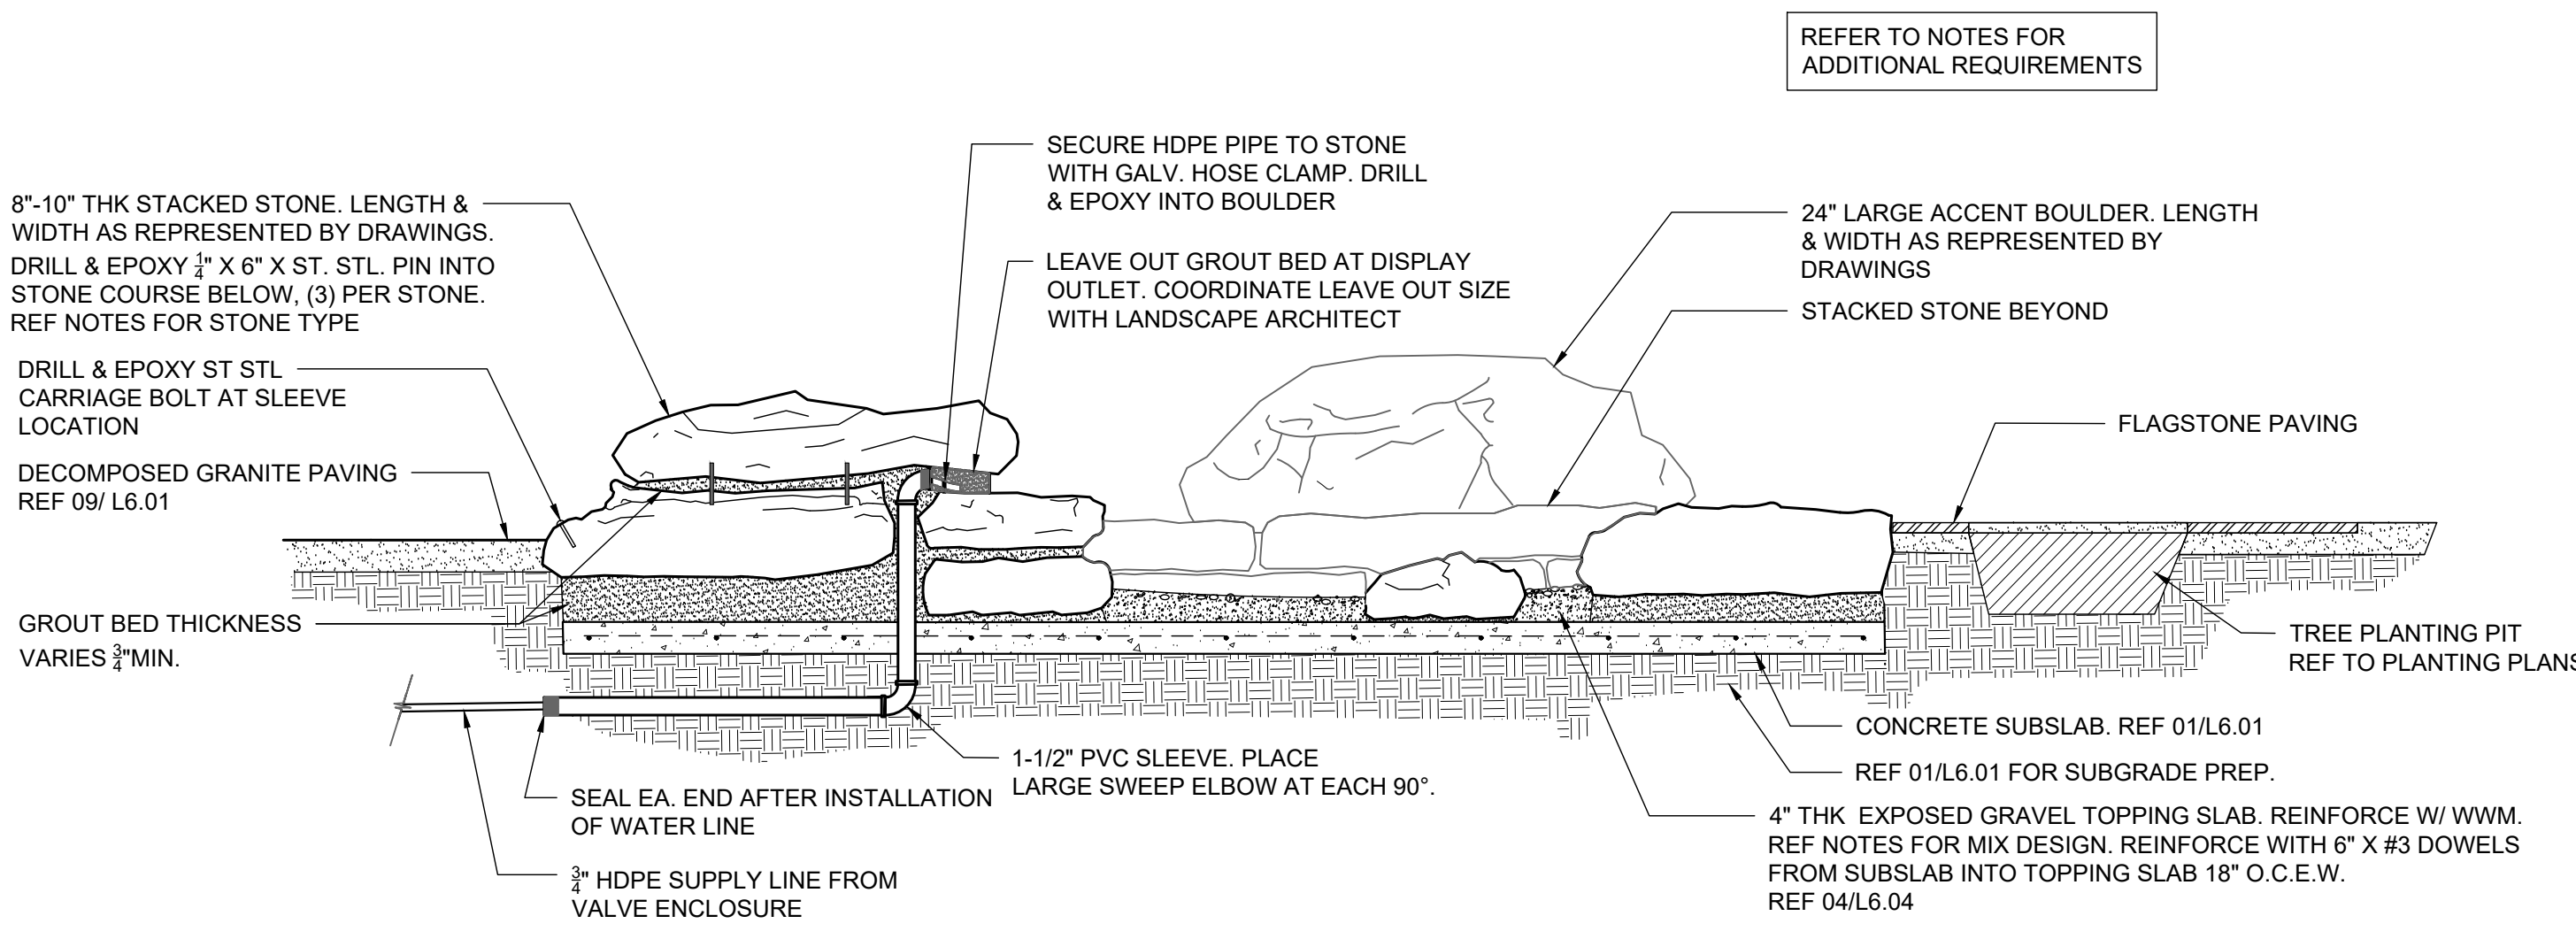 REFER TO NOTES FOR
ADDITIONAL REQUIREMENTS
SECURE HDPE PIPE TO STONE
WITH GALV. HOSE CLAMP. DRILL
& EPOXY INTO BOULDER
8"-10" THK STACKED STONE. LENGTH &
WIDTH AS REPRESENTED BY DRAWINGS.
DRILL & EPOXY 1/4" X 6" X ST. STL. PIN INTO
STONE COURSE BELOW, (3) PER STONE.
REF NOTES FOR STONE TYPE
LEAVE OUT GROUT BED AT DISPLAY
OUTLET. COORDINATE LEAVE OUT SIZE
WITH LANDSCAPE ARCHITECT
24" LARGE ACCENT BOULDER. LENGTH
& WIDTH AS REPRESENTED BY
DRAWINGS
STACKED STONE BEYOND
DRILL & EPOXY ST STL
CARRIAGE BOLT AT SLEEVE
LOCATION
FLAGSTONE PAVING
DECOMPOSED GRANITE PAVING
REF 09/ L6.01
GROUT BED THICKNESS
VARIES 3/4"MIN.
TREE PLANTING PIT
REF TO PLANTING PLANS
CONCRETE SUBSLAB. REF 01/L6.01
REF 01/L6.01 FOR SUBGRADE PREP.
1-1/2" PVC SLEEVE. PLACE
LARGE SWEEP ELBOW AT EACH 90°.
SEAL EA. END AFTER INSTALLATION
OF WATER LINE
4" THK EXPOSED GRAVEL TOPPING SLAB. REINFORCE W/ WWM.
REF NOTES FOR MIX DESIGN. REINFORCE WITH 6" X #3 DOWELS
FROM SUBSLAB INTO TOPPING SLAB 18" O.C.E.W.
REF 04/L6.04
3/4" HDPE SUPPLY LINE FROM
VALVE ENCLOSURE